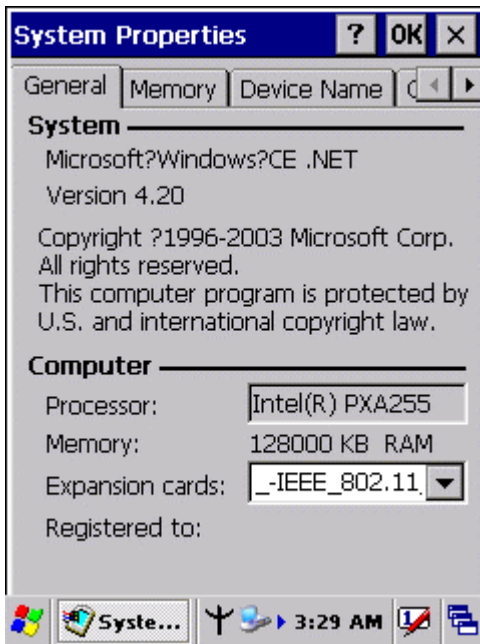 System Properties ? OK ×
General Memory Device Name
System
Microsoft?Windows?CE .NET
Version 4.20
Copyright ?1996-2003 Microsoft Corp.
All rights reserved.
This computer program is protected by
U.S. and international copyright law.
Computer
Processor: Intel(R) PXA255
Memory: 128000 KB RAM
Expansion cards: _-IEEE_802.11
Registered to:
Syste... 3:29 AM